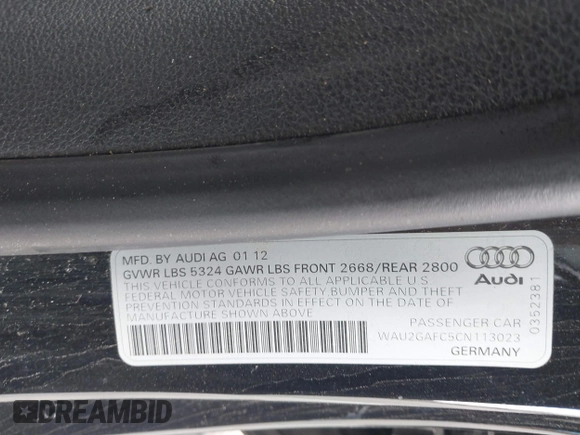 MFD. BY AUDI AG 01 12
GVWR LBS 5324 GAWR LBS FRONT 2668/REAR 2800
THIS VEHICLE CONFORMS TO ALL APPLICABLE U S
FEDERAL MOTOR VEHICLE SAFETY BUMPER AND THEFT
PREVENTION STANDARDS IN EFFECT ON THE DATE OF
MANUFACTURE SHOWN ABOVE
Audi
0352381
PASSENGER CAR
WAU2GAFC5CN113023
GERMANY
DREAMBID